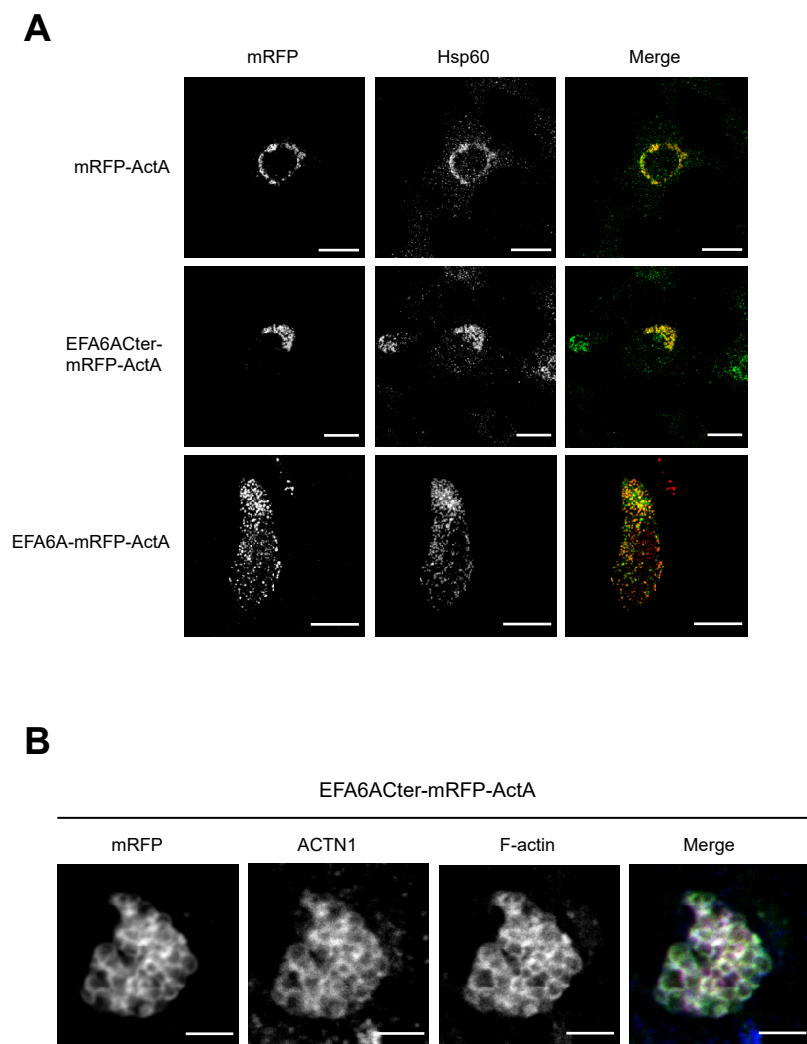 A
mRFP Hsp60 Merge
mRFP-ActA
EFA6ACter-
mRFP-ActA
EFA6A-mRFP-ActA
B
EFA6ACter-mRFP-ActA
mRFP ACTN1 F-actin Merge